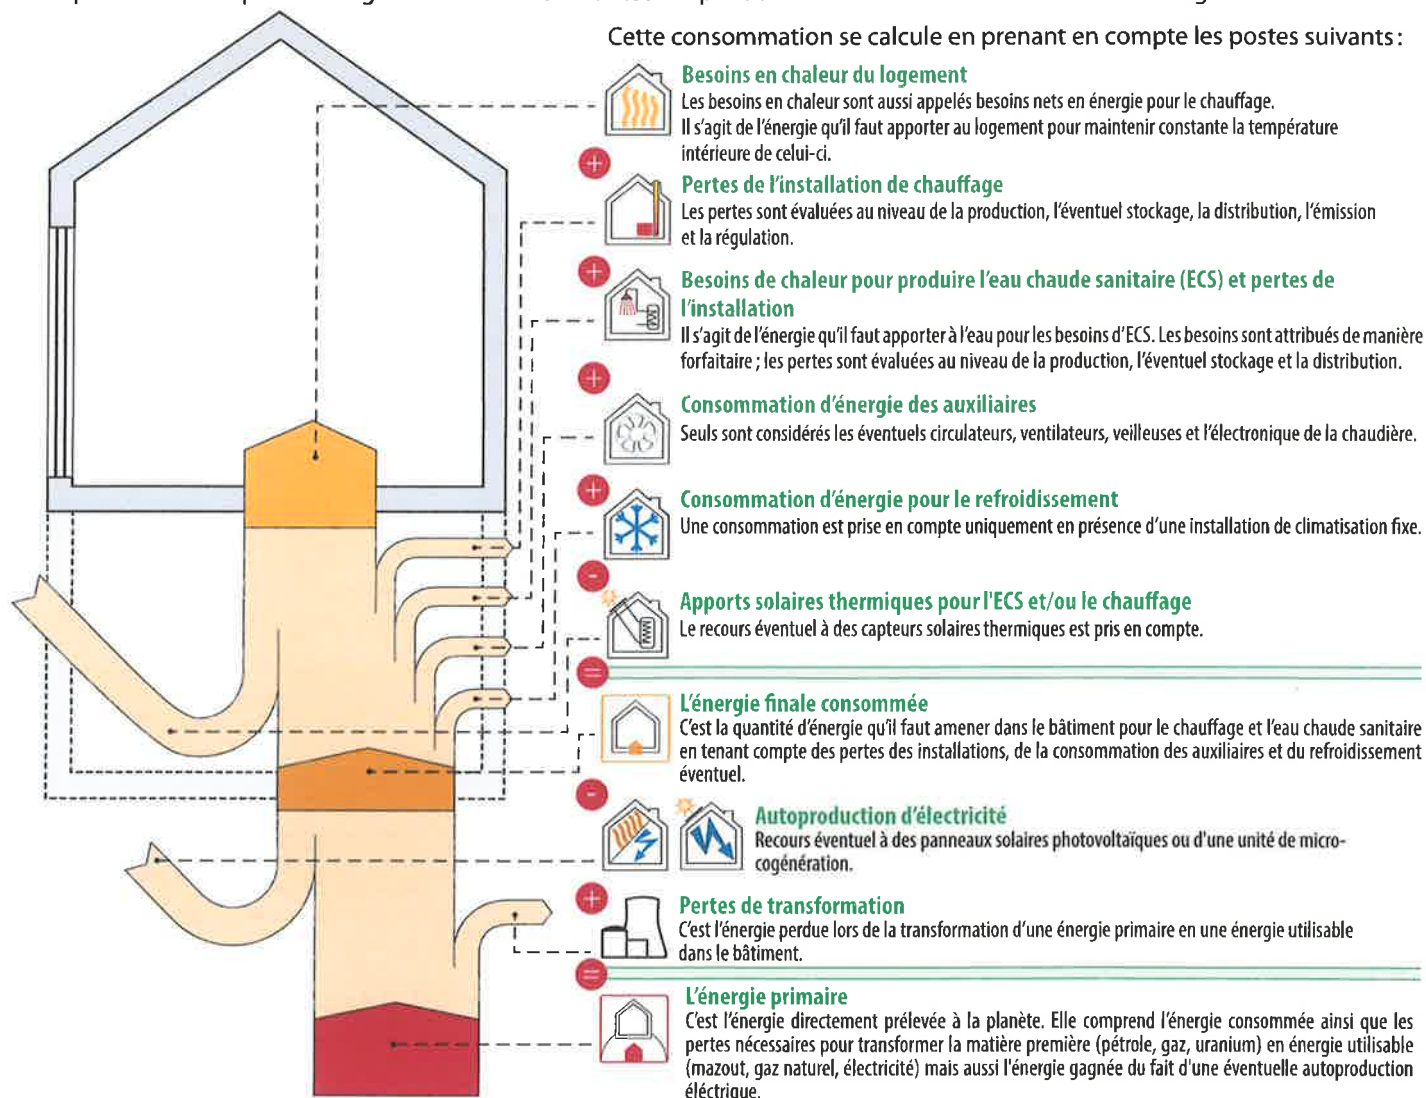 Cette consommation se calcule en prenant en compte les postes suivants :
Besoins en chaleur du logement
Les besoins en chaleur sont aussi appelés besoins nets en énergie pour le chauffage.
Il s'agit de l'énergie qu'il faut apporter au logement pour maintenir constante la température
intérieure de celui-ci.
+
Pertes de l'installation de chauffage
Les pertes sont évaluées au niveau de la production, l'éventuel stockage, la distribution, l'émission
et la régulation.
+
Besoins de chaleur pour produire l'eau chaude sanitaire (ECS) et pertes de
l'installation
Il s'agit de l'énergie qu'il faut apporter à l'eau pour les besoins d'ECS. Les besoins sont attribués de manière
forfaitaire ; les pertes sont évaluées au niveau de la production, l'éventuel stockage et la distribution.
+
Consommation d'énergie des auxiliaires
Seuls sont considérés les éventuels circulateurs, ventilateurs, veilleuses et l'électronique de la chaudière.
+
Consommation d'énergie pour le refroidissement
Une consommation est prise en compte uniquement en présence d'une installation de climatisation fixe.
-
Apports solaires thermiques pour l'ECS et/ou le chauffage
Le recours éventuel à des capteurs solaires thermiques est pris en compte.
=
L'énergie finale consommée
C'est la quantité d'énergie qu'il faut amener dans le bâtiment pour le chauffage et l'eau chaude sanitaire
en tenant compte des pertes des installations, de la consommation des auxiliaires et du refroidissement
éventuel.
-
Autoproduction d'électricité
Recours éventuel à des panneaux solaires photovoltaïques ou d'une unité de micro-
cogénération.
+
Pertes de transformation
C'est l'énergie perdue lors de la transformation d'une énergie primaire en une énergie utilisable
dans le bâtiment.
=
L'énergie primaire
C'est l'énergie directement prélevée à la planète. Elle comprend l'énergie consommée ainsi que les
pertes nécessaires pour transformer la matière première (pétrole, gaz, uranium) en énergie utilisable
(mazout, gaz naturel, électricité) mais aussi l'énergie gagnée du fait d'une éventuelle autoproduction
éléctrique.